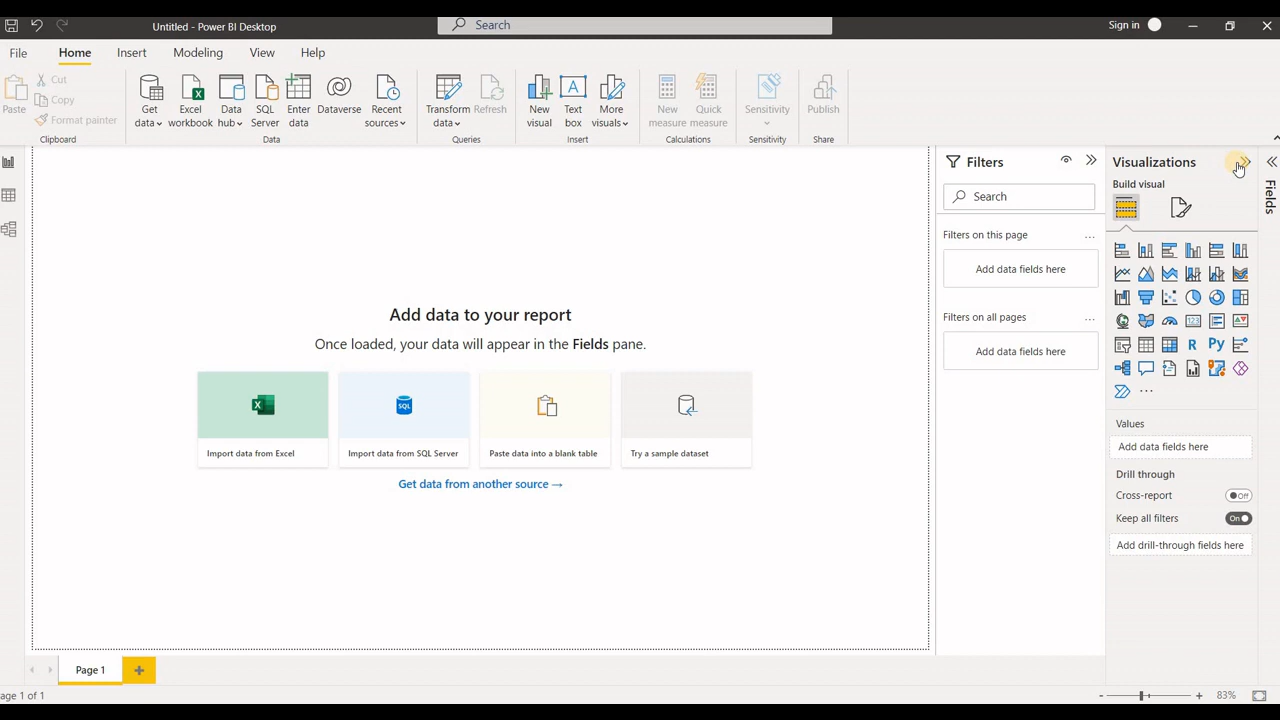 Untitled - Power BI Desktop
Search
Sign in
File
Home
Insert
Modeling
View
Help
Paste
Cut
Copy
Format painter
Clipboard
Get
data
Excel
workbook
Data
hub
SQL
Server
Enter
data
Dataverse
Recent
sources
Data
Transform
data
Refresh
Queries
New
visual
Text
box
More
visuals
Insert
New
measure
Quick
measure
Calculations
Sensitivity
Sensitivity
Publish
Share
Add data to your report
Once loaded, your data will appear in the Fields pane.
Import data from Excel
SQL
Import data from SQL Server
Paste data into a blank table
Try a sample dataset
Get data from another source →
Filters
Search
Filters on this page
...
Add data fields here
Filters on all pages
...
Add data fields here
Visualizations
Build visual
123
R
Py
...
Values
Add data fields here
Drill through
Cross-report
Off
Keep all filters
On
Add drill-through fields here
Fields
Page 1
age 1 of 1
83%